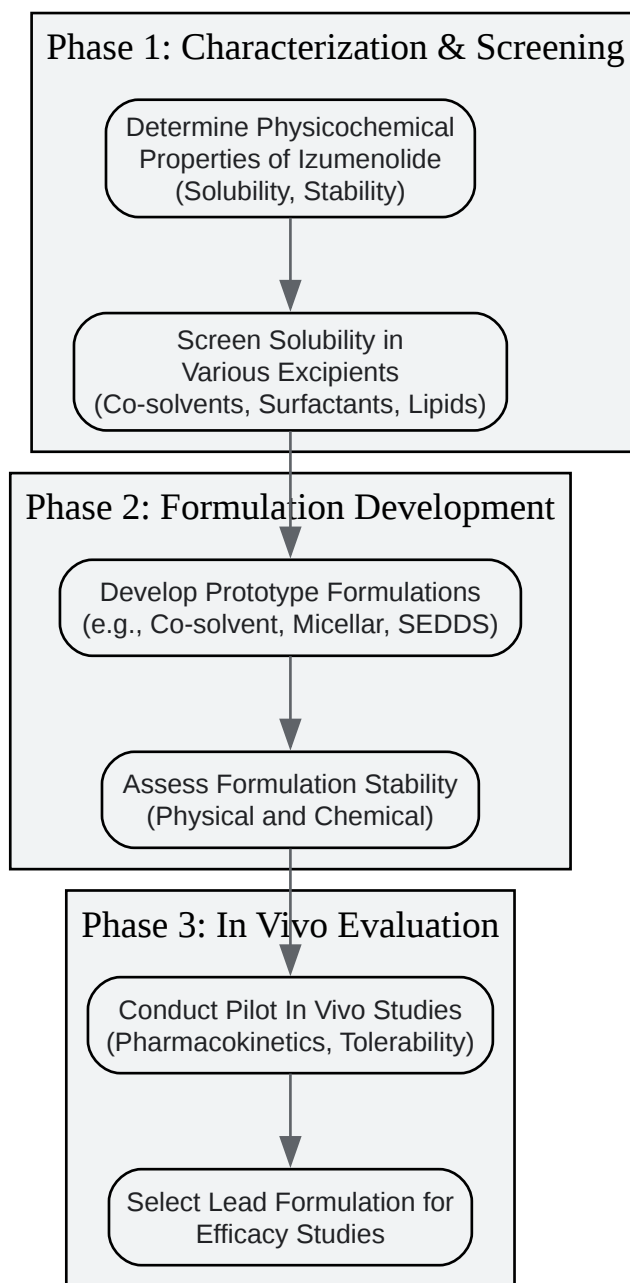 Phase 1: Characterization & Screening
Determine Physicochemical
Properties of Izumenolide
(Solubility, Stability)
Screen Solubility in
Various Excipients
(Co-solvents, Surfactants, Lipids)
Phase 2: Formulation Development
Develop Prototype Formulations
(e.g., Co-solvent, Micellar, SEDDS)
Assess Formulation Stability
(Physical and Chemical)
Phase 3: In Vivo Evaluation
Conduct Pilot In Vivo Studies
(Pharmacokinetics, Tolerability)
Select Lead Formulation for
Efficacy Studies